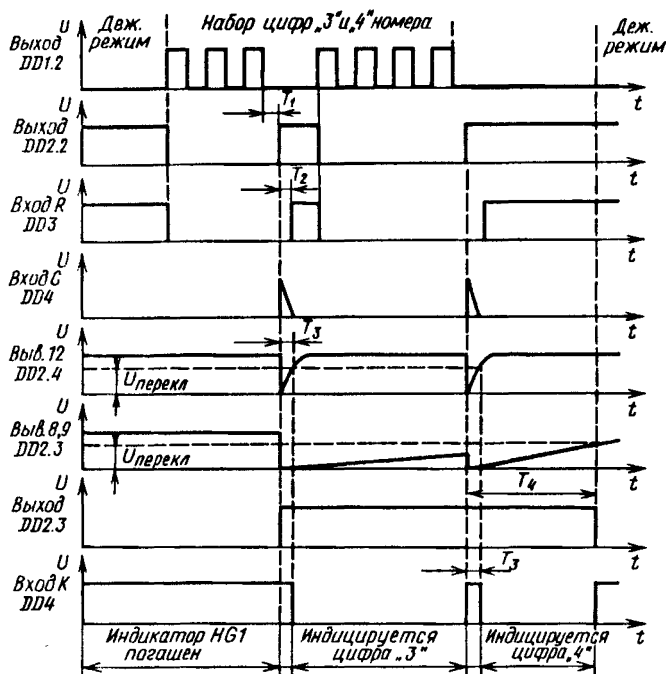 U
Деж.
режим
Набор цифр „3" и „4" номера
Деж.
режим
Выход
DD1.2
t
T1
U
Выход
DD2.2
t
T2
U
Вход R
DD3
t
U
Вход C
DD4
t
T3
U
Выв. 12
DD2.4
Uперекл
t
U
Выв. 8,9
DD2.3
Uперекл
t
T4
U
Выход
DD2.3
t
T3
U
Вход K
DD4
t
Индикатор HG1
погашен
Индицируется
цифра „3"
Индицируется
цифра „4"